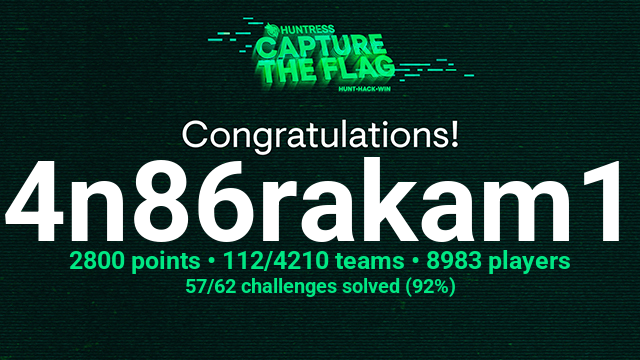 HUNTRESS
CAPTURE
THE FLAG
HUNT•HACK•WIN
Congratulations!
4n86rakam1
2800 points • 112/4210 teams • 8983 players
57/62 challenges solved (92%)